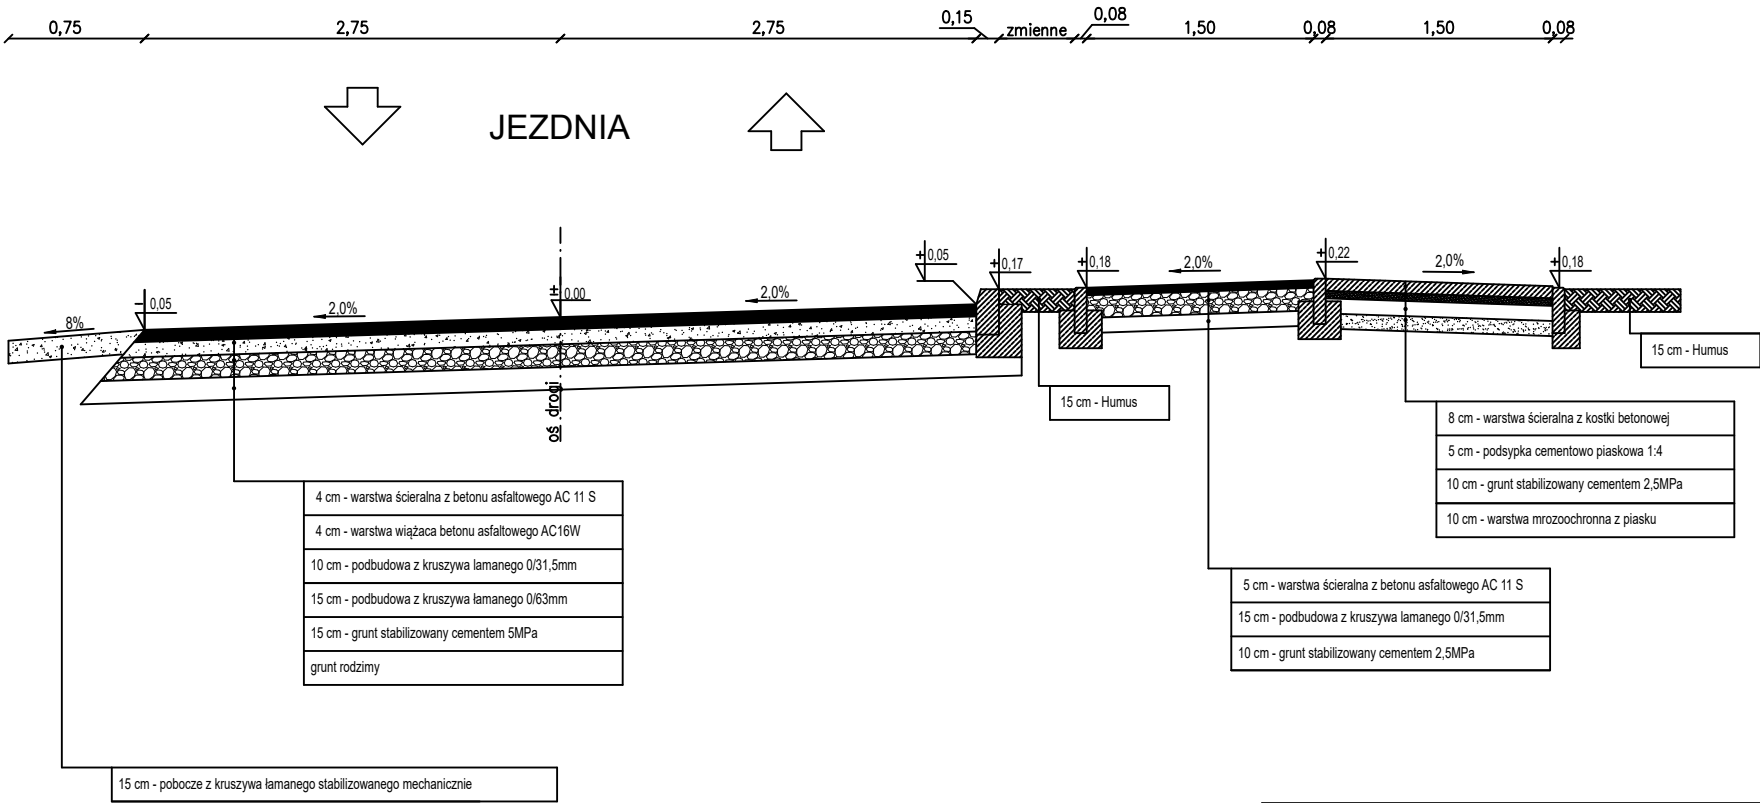 0,75
2,75
2,75
0,15
zmienne
0,08
1,50
0,08
1,50
0,08
JEZDNIA
8%
- 0,05
2,0%
± 0.00
2,0%
+ 0,05
+ 0,17
+ 0,18
2,0%
+ 0,22
2,0%
+ 0,18
oś drogi
15 cm - Humus
15 cm - Humus
8 cm - warstwa ścieralna z kostki betonowej
5 cm - podsypka cementowo piaskowa 1:4
10 cm - grunt stabilizowany cementem 2,5MPa
10 cm - warstwa mrozoochronna z piasku
4 cm - warstwa ścieralna z betonu asfaltowego AC 11 S
4 cm - warstwa wiążaca betonu asfaltowego AC16W
10 cm - podbudowa z kruszywa lamanego 0/31,5mm
15 cm - podbudowa z kruszywa łamanego 0/63mm
15 cm - grunt stabilizowany cementem 5MPa
grunt rodzimy
5 cm - warstwa ścieralna z betonu asfaltowego AC 11 S
15 cm - podbudowa z kruszywa lamanego 0/31,5mm
10 cm - grunt stabilizowany cementem 2,5MPa
15 cm - pobocze z kruszywa łamanego stabilizowanego mechanicznie